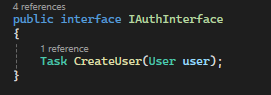 4 references
public interface IAuthInterface
{
1 reference
Task CreateUser(User user);
}